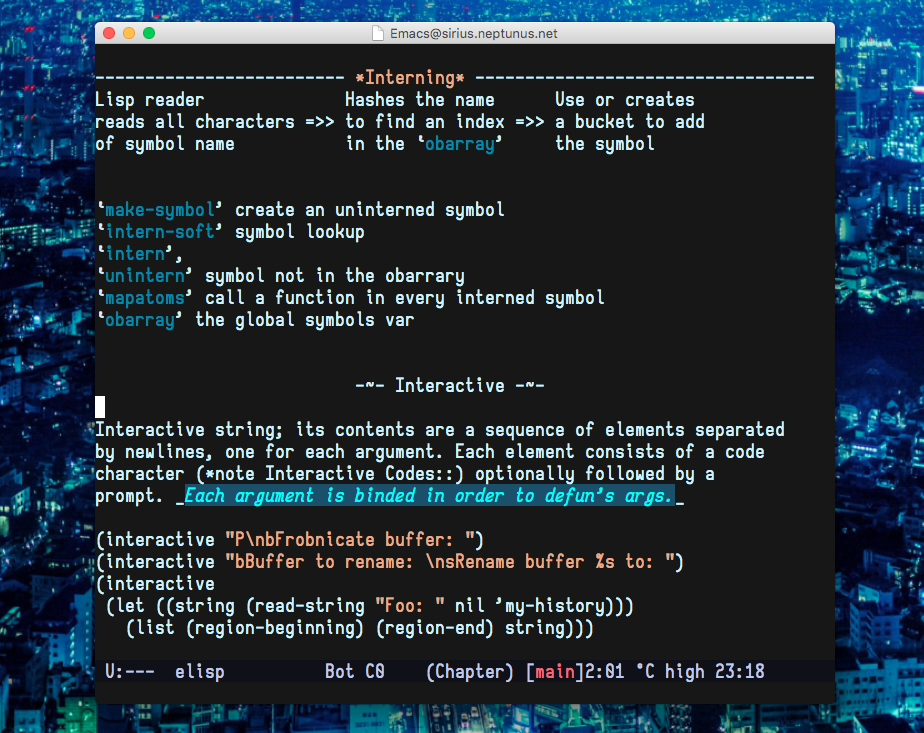 Emacs@sirius.neptunus.net
------------------------- *Interning* ----------------------------------
Lisp reader Hashes the name Use or creates
reads all characters =>> to find an index =>> a bucket to add
of symbol name in the ‘obarray’ the symbol
‘make-symbol’ create an uninterned symbol
‘intern-soft’ symbol lookup
‘intern’,
‘unintern’ symbol not in the obarrary
‘mapatoms’ call a function in every interned symbol
‘obarray’ the global symbols var
-~- Interactive -~-
Interactive string; its contents are a sequence of elements separated
by newlines, one for each argument. Each element consists of a code
character (*note Interactive Codes::) optionally followed by a
prompt. _Each argument is binded in order to defun’s args._
(interactive "P\nbFrobnicate buffer: ")
(interactive "bBuffer to rename: \nsRename buffer %s to: ")
(interactive
(let ((string (read-string "Foo: " nil ’my-history)))
(list (region-beginning) (region-end) string)))
U:--- elisp Bot C0 (Chapter) [main]2:01 °C high 23:18